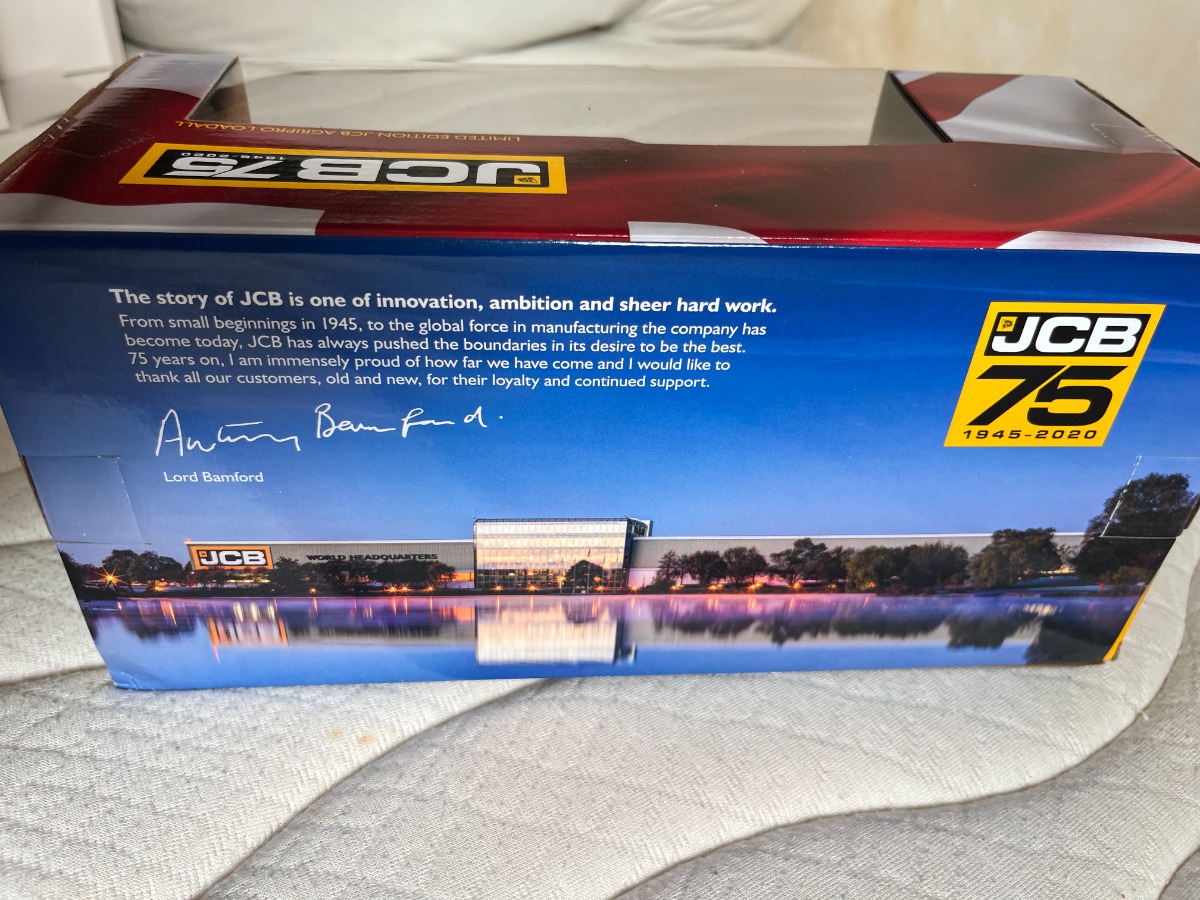 LIMITED EDITION JCB AGRIPRO LOADALL
JCB JCB 75
1945-2020
The story of JCB is one of innovation, ambition and sheer hard work.
From small beginnings in 1945, to the global force in manufacturing the company has
become today, JCB has always pushed the boundaries in its desire to be the best.
75 years on, I am immensely proud of how far we have come and I would like to
thank all our customers, old and new, for their loyalty and continued support.
Antony Bamford.
Lord Bamford
JCB
75
1945-2020
JCB
WORLD HEADQUARTERS